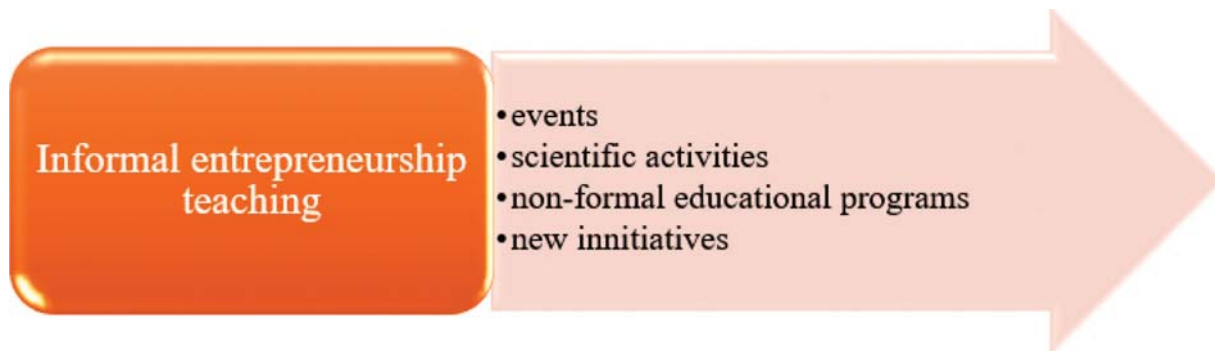 Informal entrepreneurship
teaching
•events
•scientific activities
•non-formal educational programs
•new innitiatives